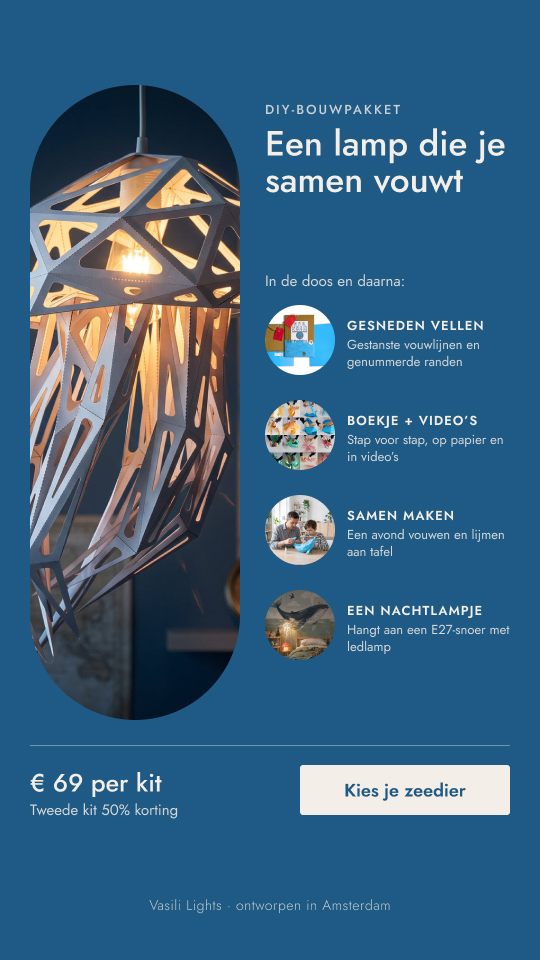 DIY-BOUWPAKKET
Een lamp die je
samen vouwt
In de doos en daarna:
GESNEDEN VELLEN
Gestanste vouwlijnen en
genummerde randen
BOEKJE + VIDEO’S
Stap voor stap, op papier en
in video’s
SAMEN MAKEN
Een avond vouwen en lijmen
aan tafel
EEN NACHTLAMPJE
Hangt aan een E27-snoer met
ledlamp
€ 69 per kit
Tweede kit 50% korting
Kies je zeedier
Vasili Lights · ontworpen in Amsterdam